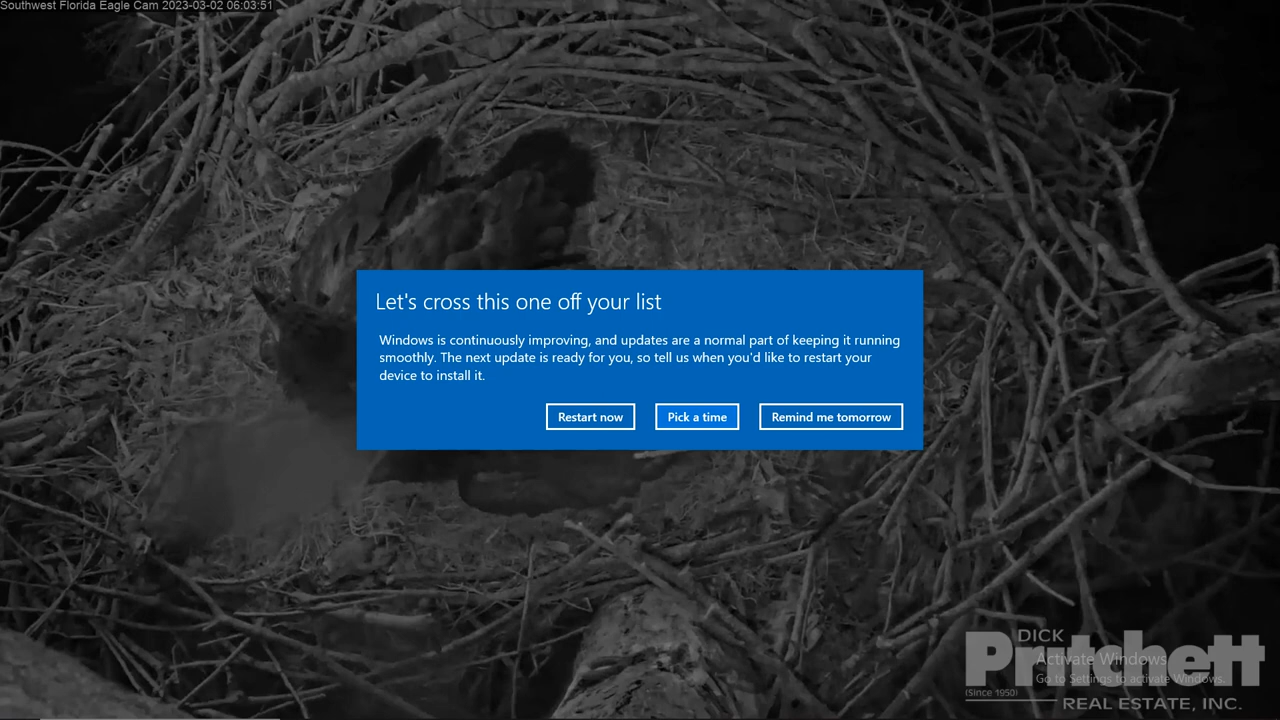 Southwest Florida Eagle Cam 2023-03-02 06:03:51
Let's cross this one off your list
Windows is continuously improving, and updates are a normal part of keeping it running
smoothly. The next update is ready for you, so tell us when you'd like to restart your
device to install it.
Restart now
Pick a time
Remind me tomorrow
DICK
Pritchett
Activate Windows
Go to Settings to activate Windows.
(Since 1950)
REAL ESTATE, INC.